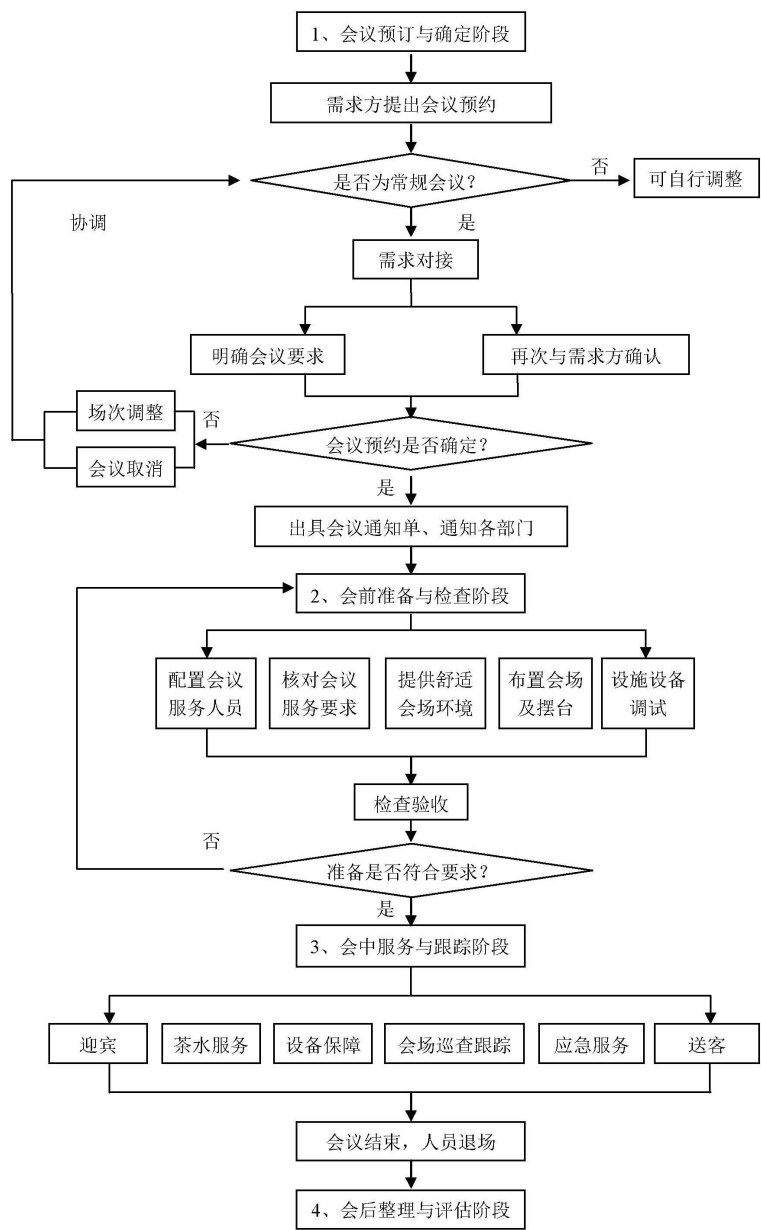 1、会议预订与确定阶段
需求方提出会议预约
是否为常规会议？
否
可自行调整
协调
是
需求对接
明确会议要求
再次与需求方确认
场次调整
否
会议预约是否确定？
会议取消
是
出具会议通知单、通知各部门
2、会前准备与检查阶段
配置会议
服务人员
核对会议
服务要求
提供舒适
会场环境
布置会场
及摆台
设施设备
调试
检查验收
否
准备是否符合要求？
是
3、会中服务与跟踪阶段
迎宾
茶水服务
设备保障
会场巡查跟踪
应急服务
送客
会议结束，人员退场
4、会后整理与评估阶段